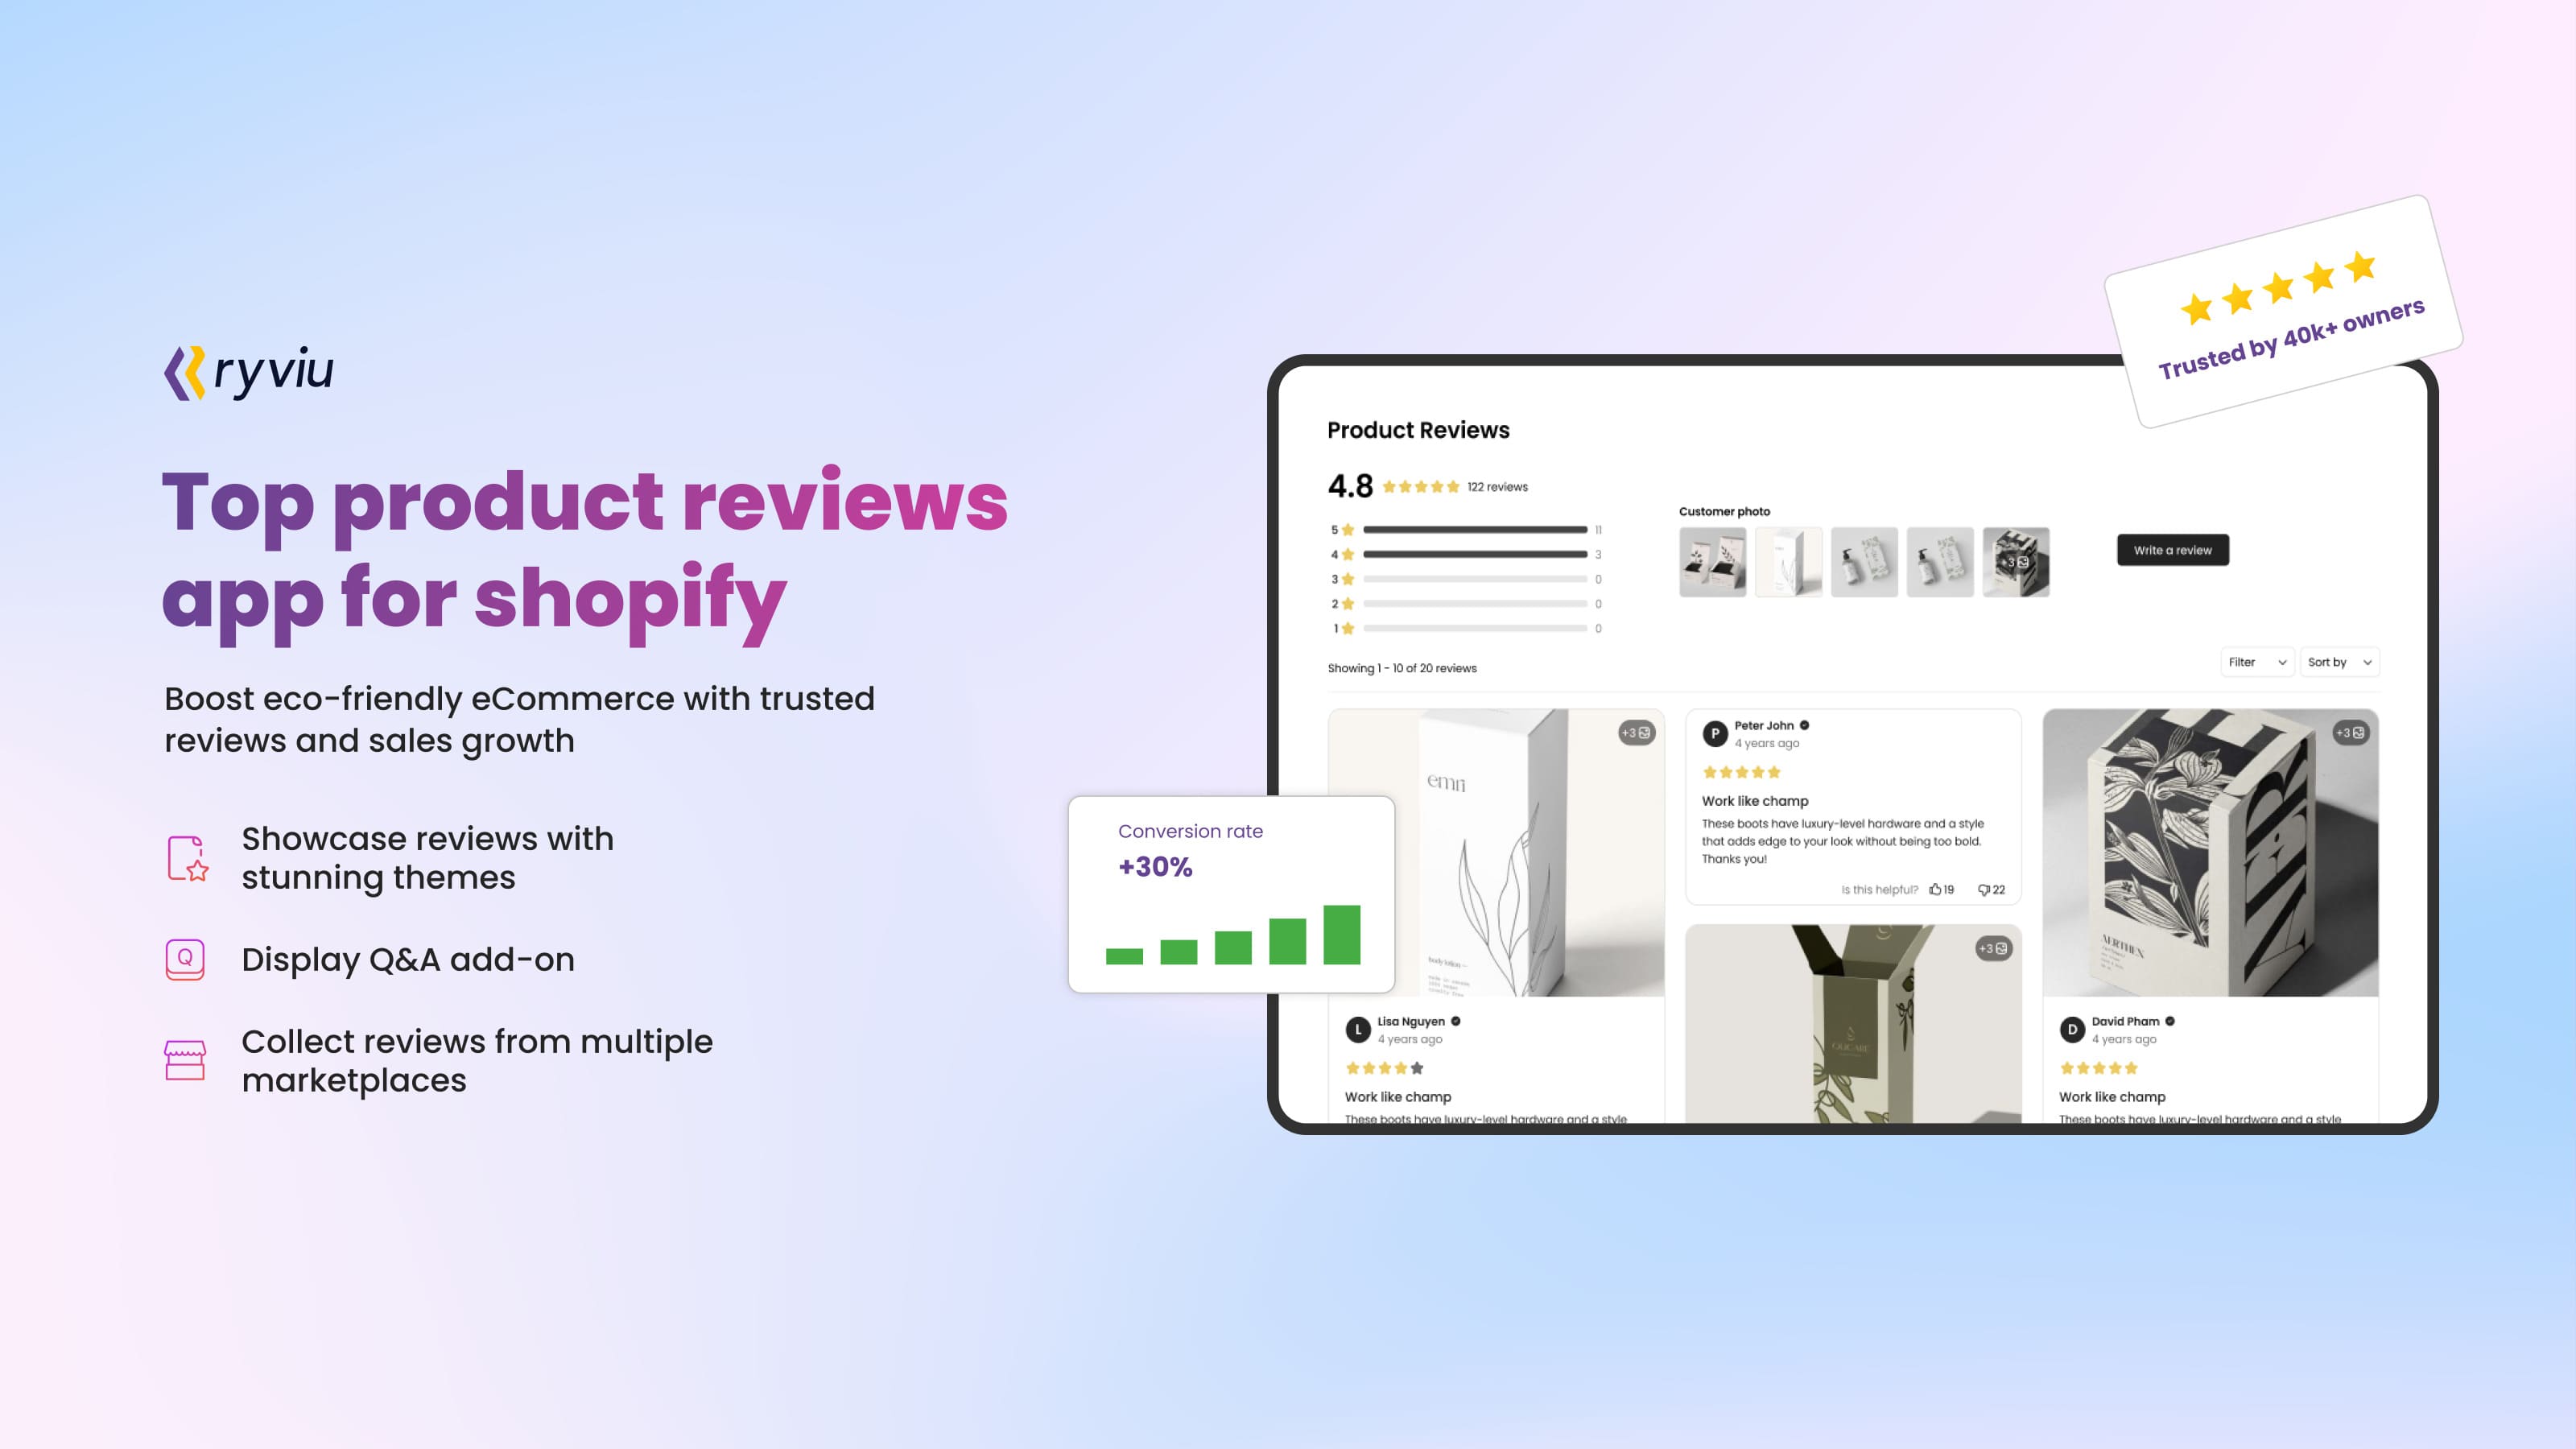 ryviu
Top product reviews
app for shopify
Boost eco-friendly eCommerce with trusted
reviews and sales growth
Showcase reviews with
stunning themes
Q
Display Q&A add-on
Collect reviews from multiple
marketplaces
Trusted by 40k+ owners
Product Reviews
4.8 122 reviews
5 11
4 3
3 0
2 0
1 0
Customer photo
+3
Write a review
Showing 1 - 10 of 20 reviews
Filter
Sort by
Conversion rate
+30%
+3
emri
body lotion
L
Lisa Nguyen
4 years ago
Work like champ
These boots have luxury-level hardware and a style
P
Peter John
4 years ago
Work like champ
These boots have luxury-level hardware and a style
that adds edge to your look without being too bold.
Thanks you!
Is this helpful? 19 22
+3
+3
AERTHEN
D
David Pham
4 years ago
Work like champ
These boots have luxury-level hardware and a style